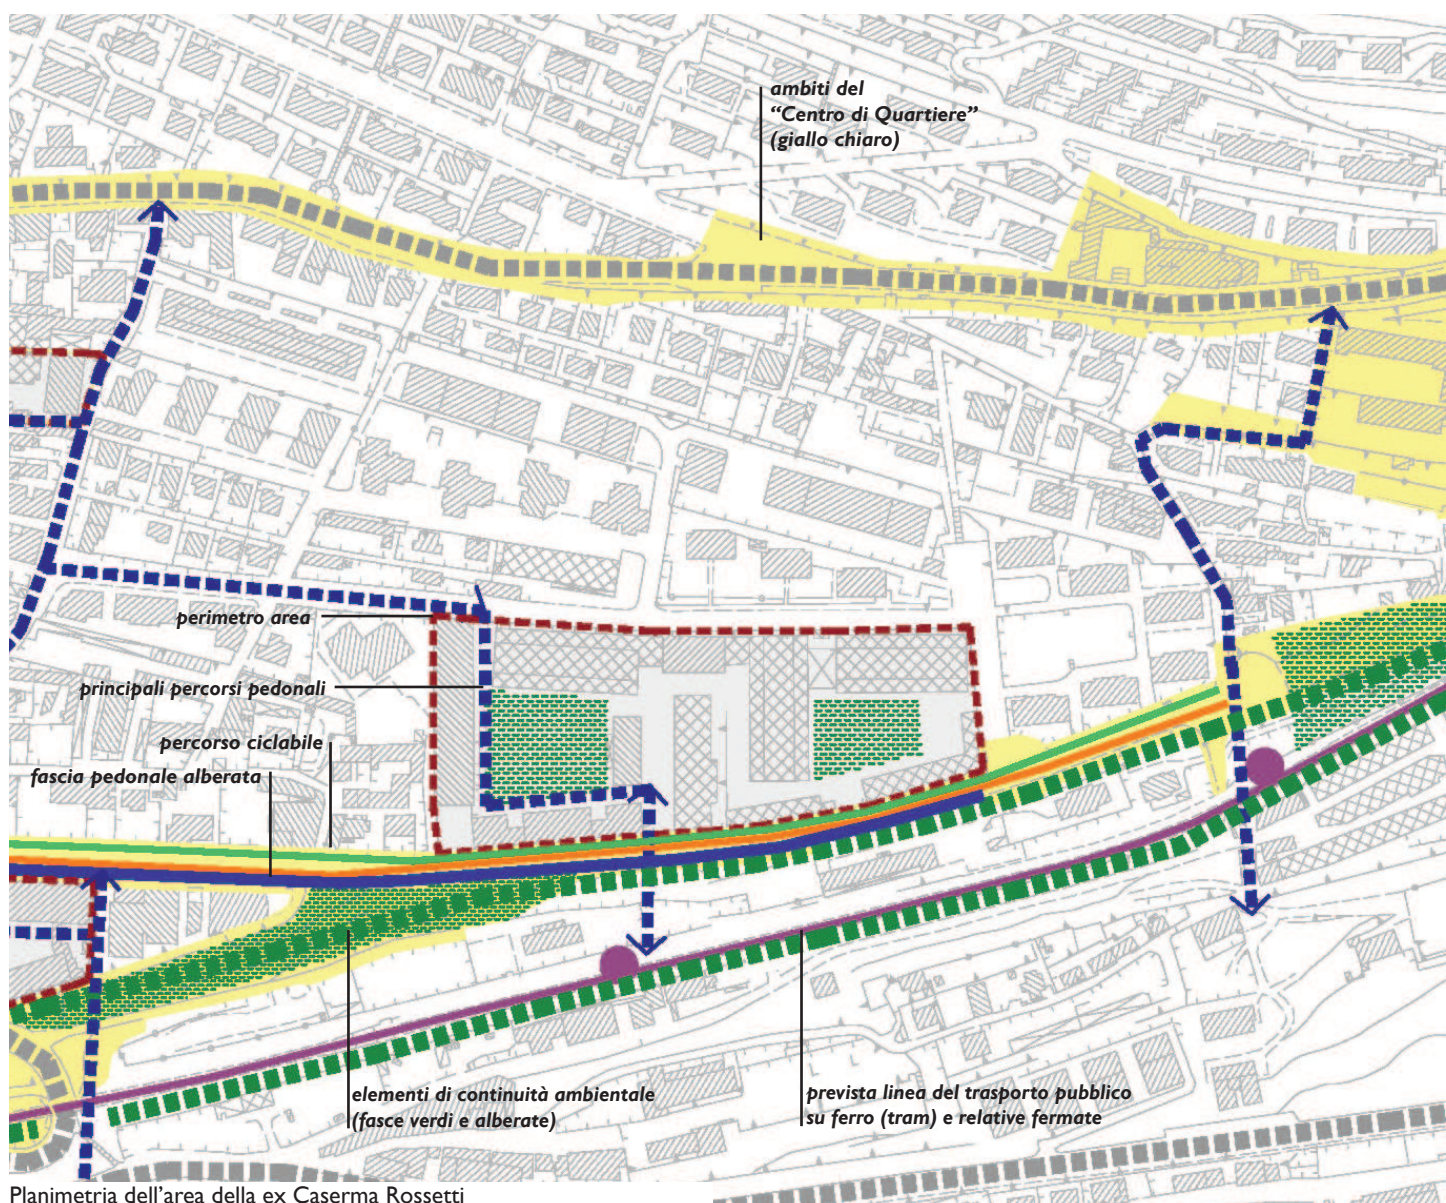 ambiti del
“Centro di Quartiere”
(giallo chiaro)
perimetro area
principali percorsi pedonali
percorso ciclabile
fascia pedonale alberata
elementi di continuità ambientale
(fasce verdi e alberate)
prevista linea del trasporto pubblico
su ferro (tram) e relative fermate
Planimetria dell’area della ex Caserma Rossetti